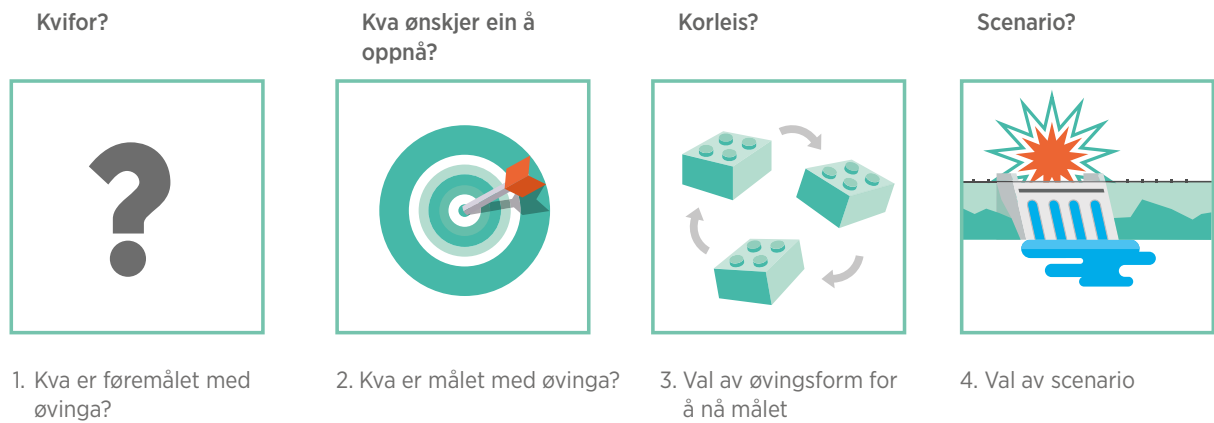 Kvifor?
Kva ønskjer ein å
oppnå?
Korleis?
Scenario?
1. Kva er føremålet med
øvinga?
2. Kva er målet med øvinga?
3. Val av øvingsform for
å nå målet
4. Val av scenario